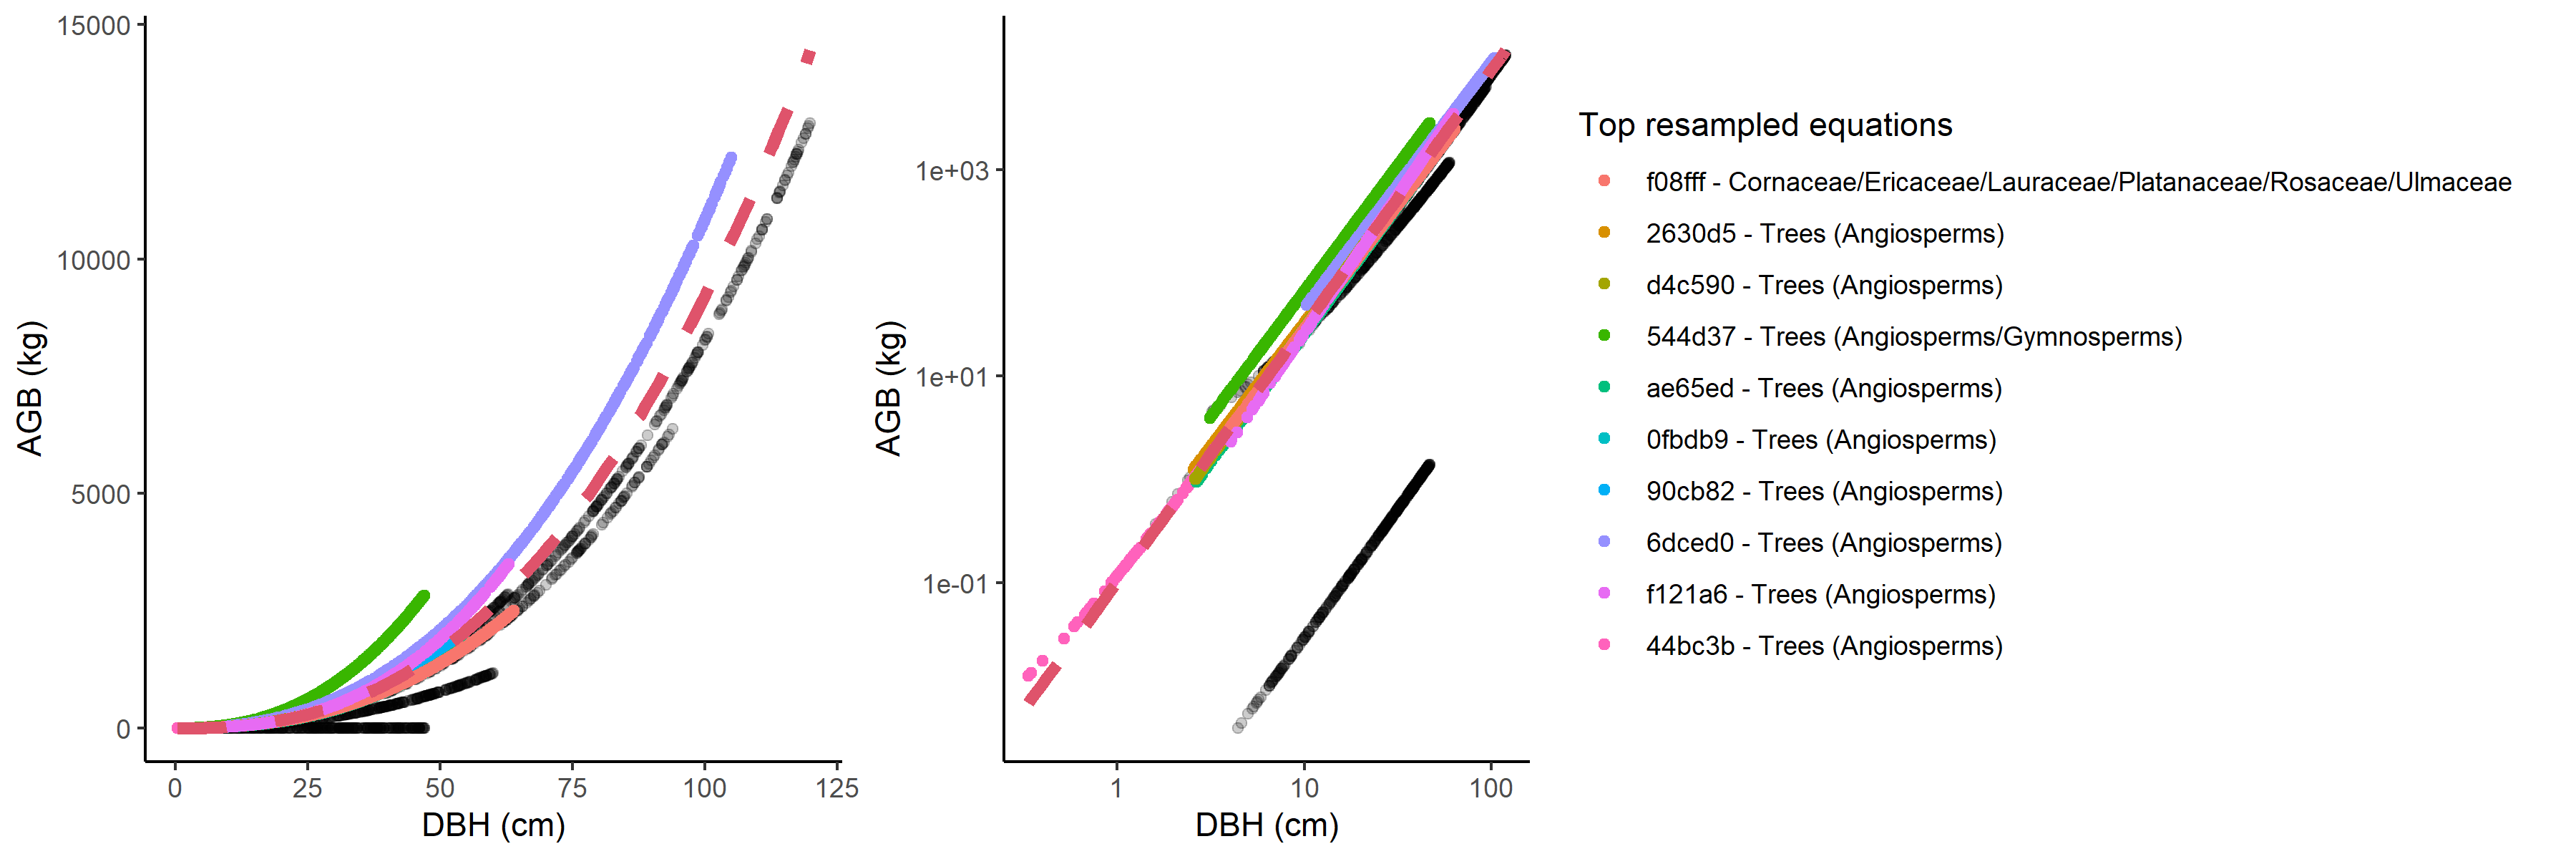 15000
10000
5000
0
AGB (kg)
0 25 50 75 100 125
DBH (cm)
1e+03
1e+01
1e-01
AGB (kg)
1 10 100
DBH (cm)
Top resampled equations
f08fff - Cornaceae/Ericaceae/Lauraceae/Platanaceae/Rosaceae/Ulmaceae
2630d5 - Trees (Angiosperms)
d4c590 - Trees (Angiosperms)
544d37 - Trees (Angiosperms/Gymnosperms)
ae65ed - Trees (Angiosperms)
0fbdb9 - Trees (Angiosperms)
90cb82 - Trees (Angiosperms)
6dced0 - Trees (Angiosperms)
f121a6 - Trees (Angiosperms)
44bc3b - Trees (Angiosperms)